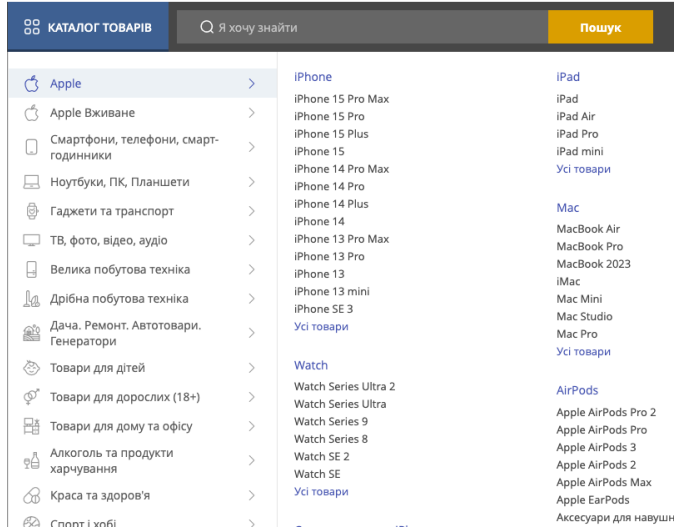 КАТАЛОГ ТОВАРІВ
Я хочу знайти
Пошук
Apple
Apple Вживане
Смартфони, телефони, смарт-
годинники
Ноутбуки, ПК, Планшети
Гаджети та транспорт
ТВ, фото, відео, аудіо
Велика побутова техніка
Дрібна побутова техніка
Дача. Ремонт. Автотовари.
Генератори
Товари для дітей
Товари для дорослих (18+)
Товари для дому та офісу
Алкоголь та продукти
харчування
Краса та здоров'я
Спорт і хобі
iPhone
iPhone 15 Pro Max
iPhone 15 Pro
iPhone 15 Plus
iPhone 15
iPhone 14 Pro Max
iPhone 14 Pro
iPhone 14 Plus
iPhone 14
iPhone 13 Pro Max
iPhone 13 Pro
iPhone 13
iPhone 13 mini
iPhone SE 3
Усі товари
Watch
Watch Series Ultra 2
Watch Series Ultra
Watch Series 9
Watch Series 8
Watch SE 2
Watch SE
Усі товари
iPad
iPad
iPad Air
iPad Pro
iPad mini
Усі товари
Mac
MacBook Air
MacBook Pro
MacBook 2023
iMac
Mac Mini
Mac Studio
Mac Pro
Усі товари
AirPods
Apple AirPods Pro 2
Apple AirPods Pro
Apple AirPods 3
Apple AirPods 2
Apple AirPods Max
Apple EarPods
Аксесуари для навушн